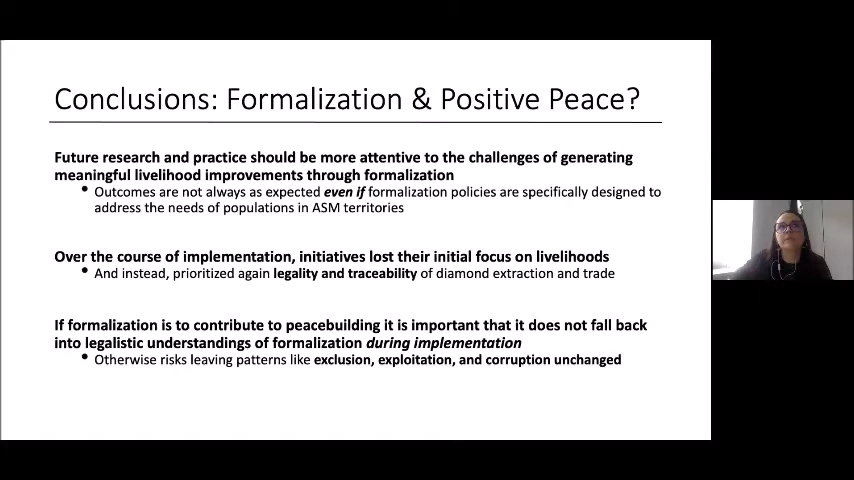 Conclusions: Formalization & Positive Peace?
Future research and practice should be more attentive to the challenges of generating
meaningful livelihood improvements through formalization
• Outcomes are not always as expected even if formalization policies are specifically designed to
address the needs of populations in ASM territories
Over the course of implementation, initiatives lost their initial focus on livelihoods
• And instead, prioritized again legality and traceability of diamond extraction and trade
If formalization is to contribute to peacebuilding it is important that it does not fall back
into legalistic understandings of formalization during implementation
• Otherwise risks leaving patterns like exclusion, exploitation, and corruption unchanged